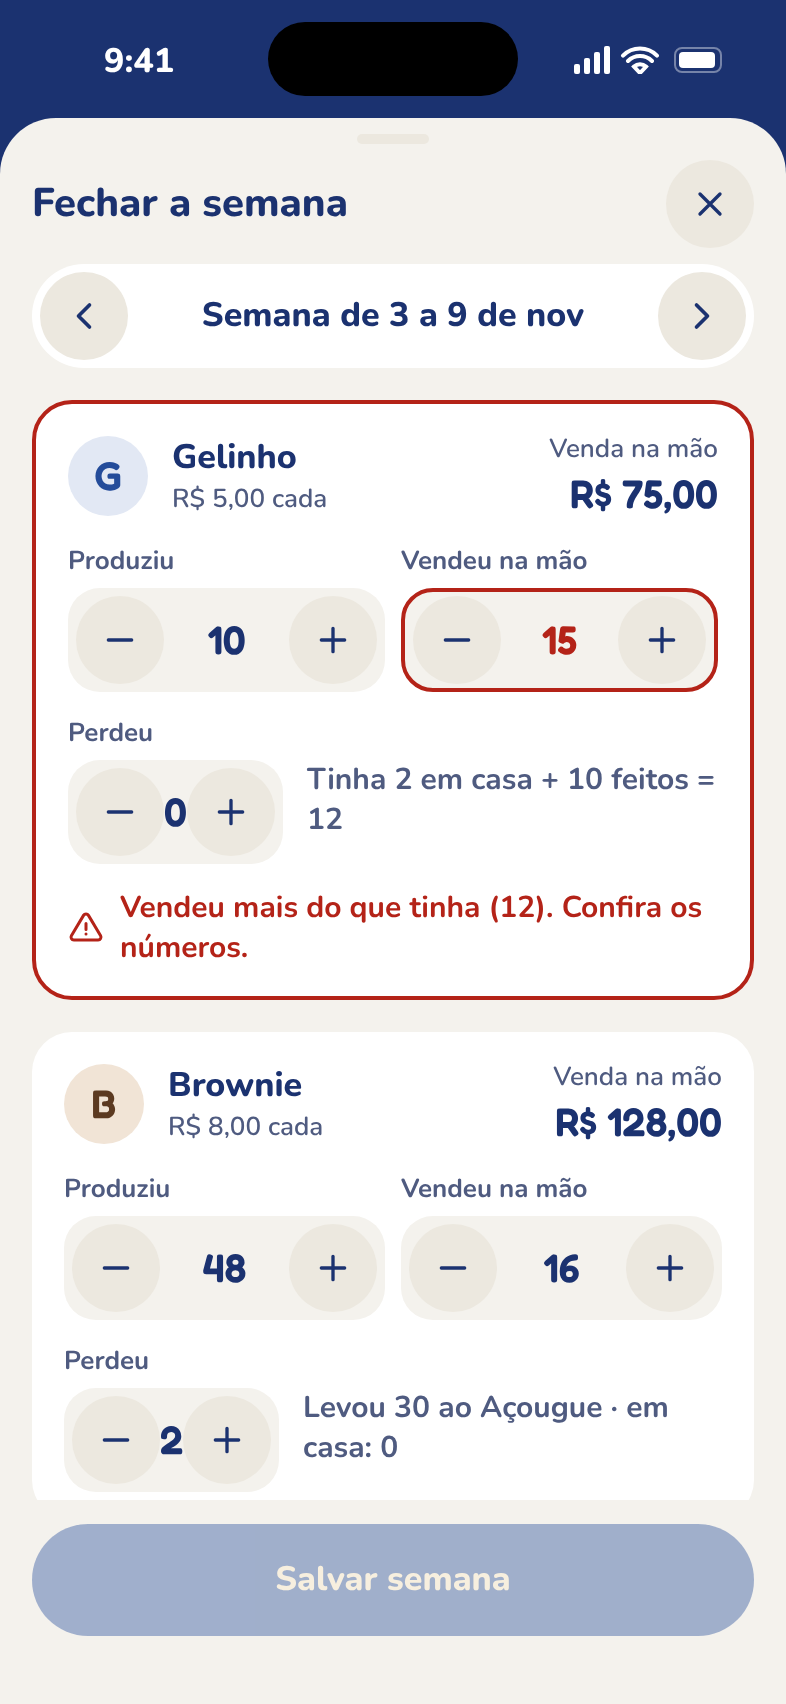 9:41
Fechar a semana
Semana de 3 a 9 de nov
G
Gelinho
R$ 5,00 cada
Venda na mão
R$ 75,00
Produziu
Vendeu na mão
10
15
Perdeu
0
Tinha 2 em casa + 10 feitos =
12
Vendeu mais do que tinha (12). Confira os
números.
B
Brownie
R$ 8,00 cada
Venda na mão
R$ 128,00
Produziu
Vendeu na mão
48
16
Perdeu
2
Levou 30 ao Açougue · em
casa: 0
Salvar semana